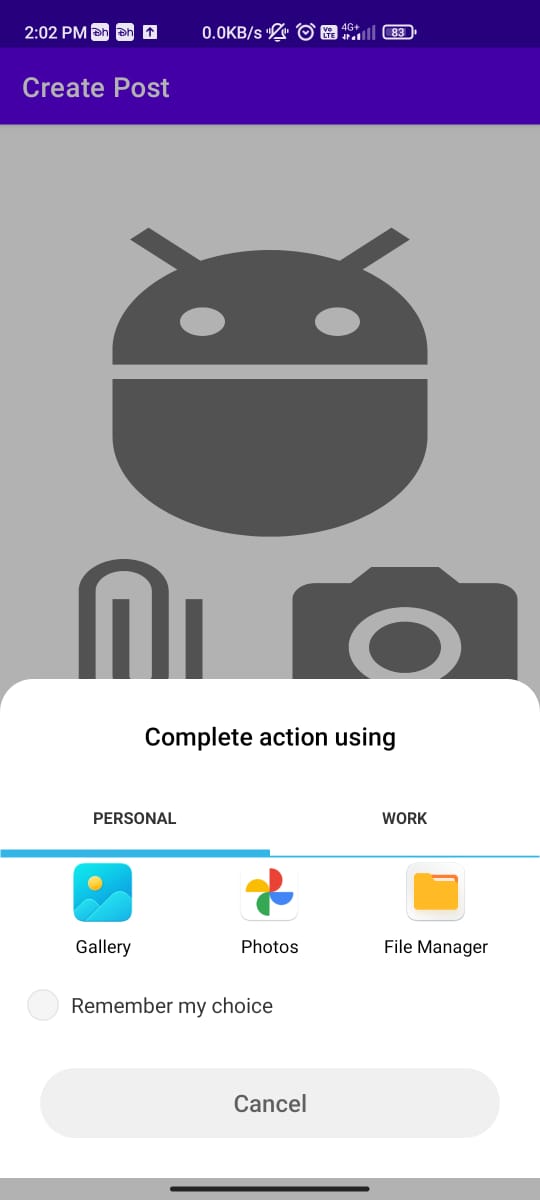 2:02 PM
0.0KB/s
Vo LTE
4G+
83
Create Post
Complete action using
PERSONAL
WORK
Gallery
Photos
File Manager
Remember my choice
Cancel